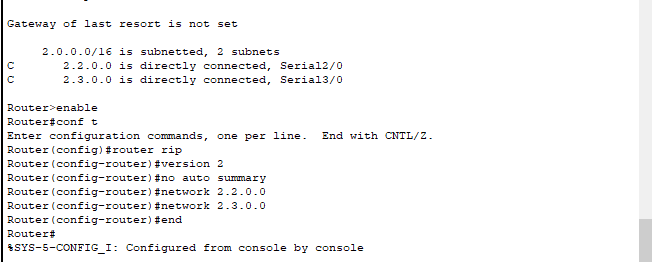 Gateway of last resort is not set
     2.0.0.0/16 is subnetted, 2 subnets
C       2.2.0.0 is directly connected, Serial2/0
C       2.3.0.0 is directly connected, Serial3/0
Router>enable
Router#conf t
Enter configuration commands, one per line.  End with CNTL/Z.
Router(config)#router rip
Router(config-router)#version 2
Router(config-router)#no auto summary
Router(config-router)#network 2.2.0.0
Router(config-router)#network 2.3.0.0
Router(config-router)#end
Router#
%SYS-5-CONFIG_I: Configured from console by console